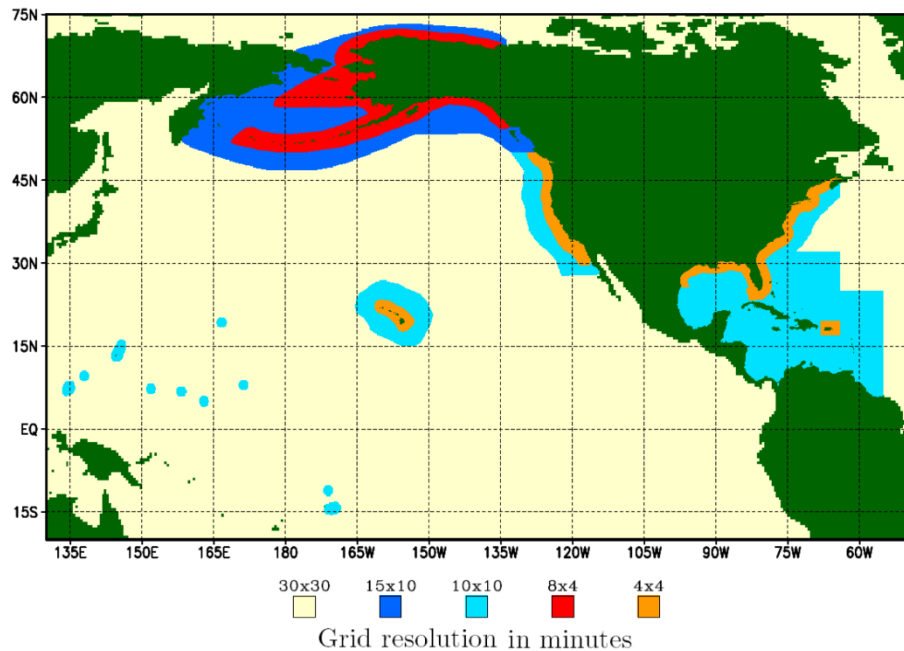 75N
60N
45N
30N
15N
EQ
15S
135E 150E 165E 180 165W 150W 135W 120W 105W 90W 75W 60W
30x30 15x10 10x10 8x4 4x4
Grid resolution in minutes